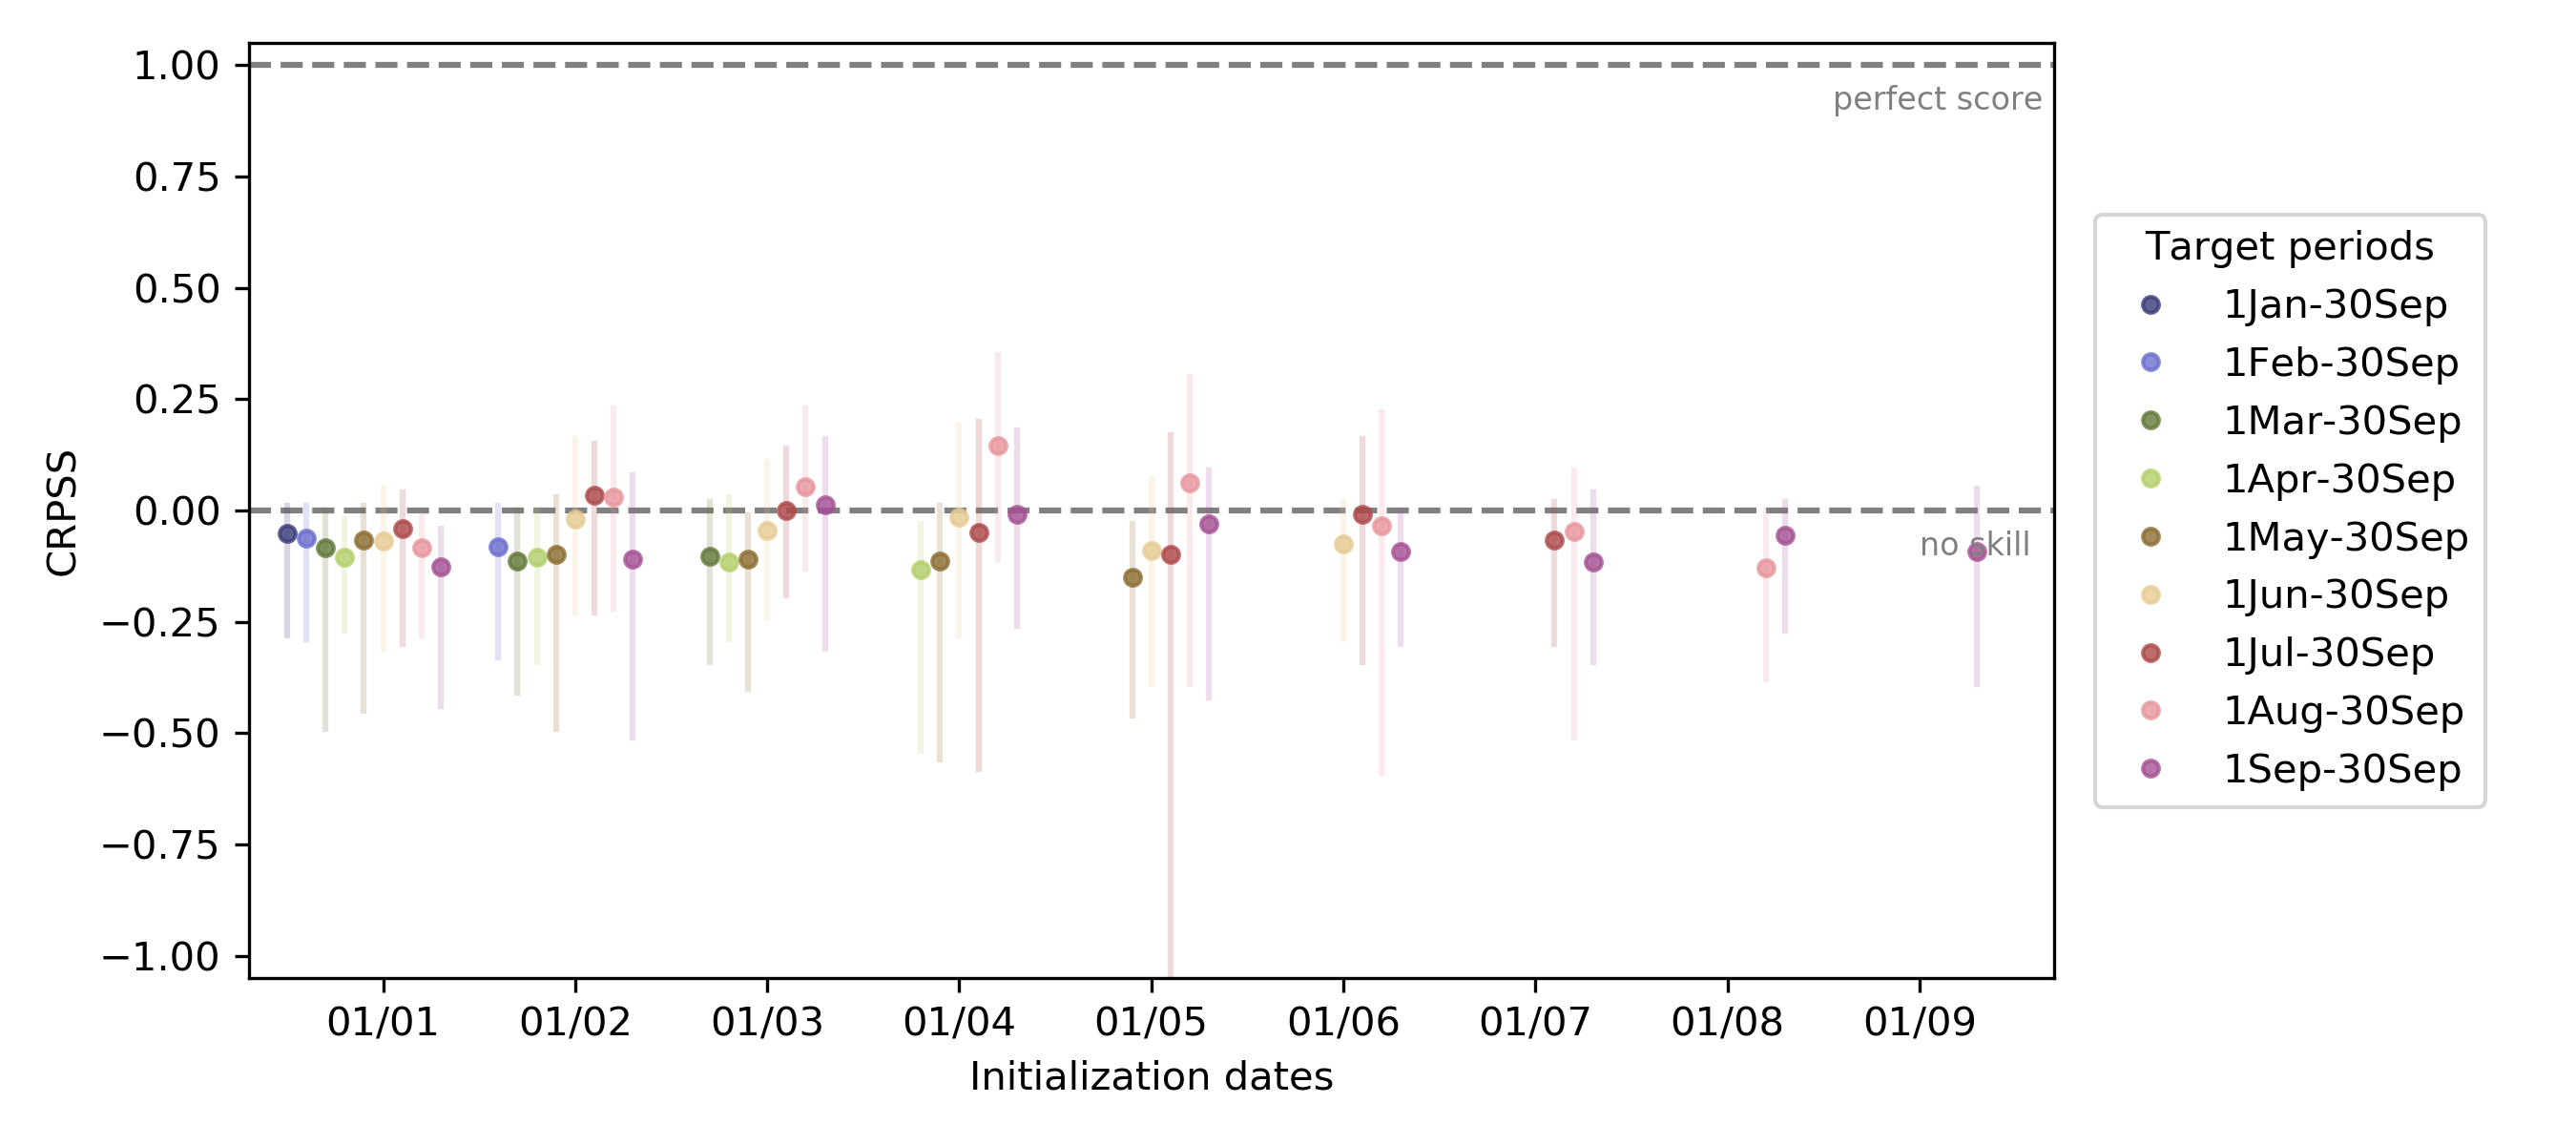 1.00
0.75
0.50
0.25
0.00
−0.25
−0.50
−0.75
−1.00
CRPSS
perfect score
no skill
01/01 01/02 01/03 01/04 01/05 01/06 01/07 01/08 01/09
Initialization dates
Target periods
1Jan-30Sep
1Feb-30Sep
1Mar-30Sep
1Apr-30Sep
1May-30Sep
1Jun-30Sep
1Jul-30Sep
1Aug-30Sep
1Sep-30Sep